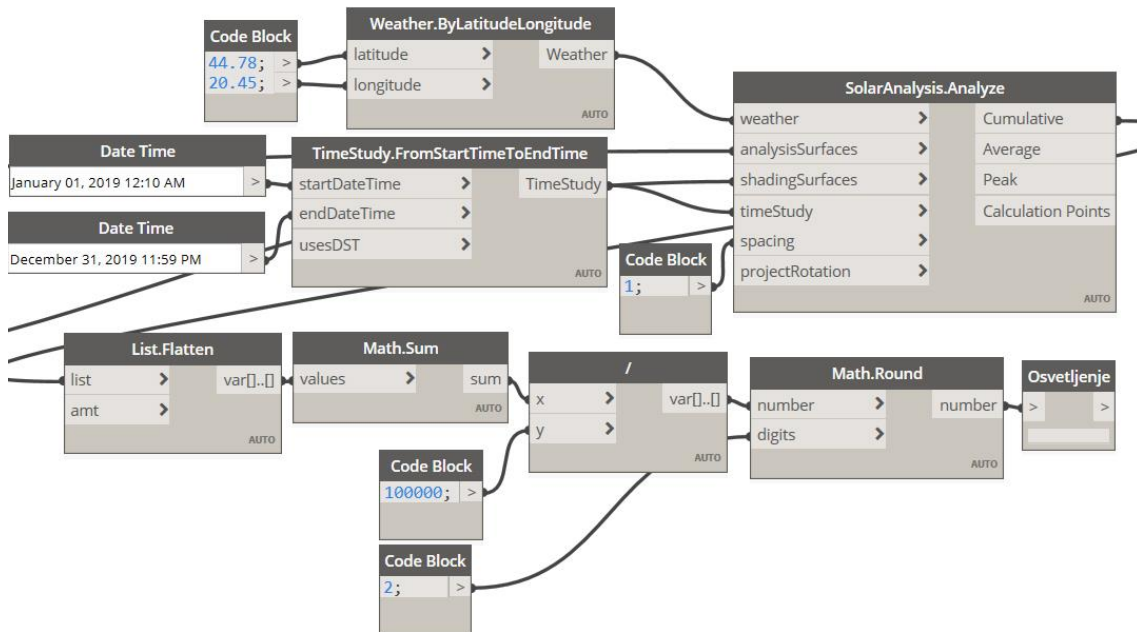 Weather.ByLatitudeLongitude
Code Block
44.78; >
20.45; >
latitude > Weather
longitude >
AUTO
SolarAnalysis.Analyze
weather > Cumulative
analysisSurfaces > Average
shadingSurfaces > Peak
timeStudy > Calculation Points
spacing >
projectRotation >
AUTO
Date Time
January 01, 2019 12:10 AM >
TimeStudy.FromStartTimeToEndTime
startDateTime > TimeStudy
endDateTime >
usesDST >
AUTO
Date Time
December 31, 2019 11:59 PM >
Code Block
1; >
List.Flatten
list > var[]..[]
amt >
AUTO
Math.Sum
values > sum
AUTO
/
x > var[]..[]
y >
AUTO
Math.Round
number > number
digits >
AUTO
Osvetljenje
> >
Code Block
100000; >
Code Block
2; >